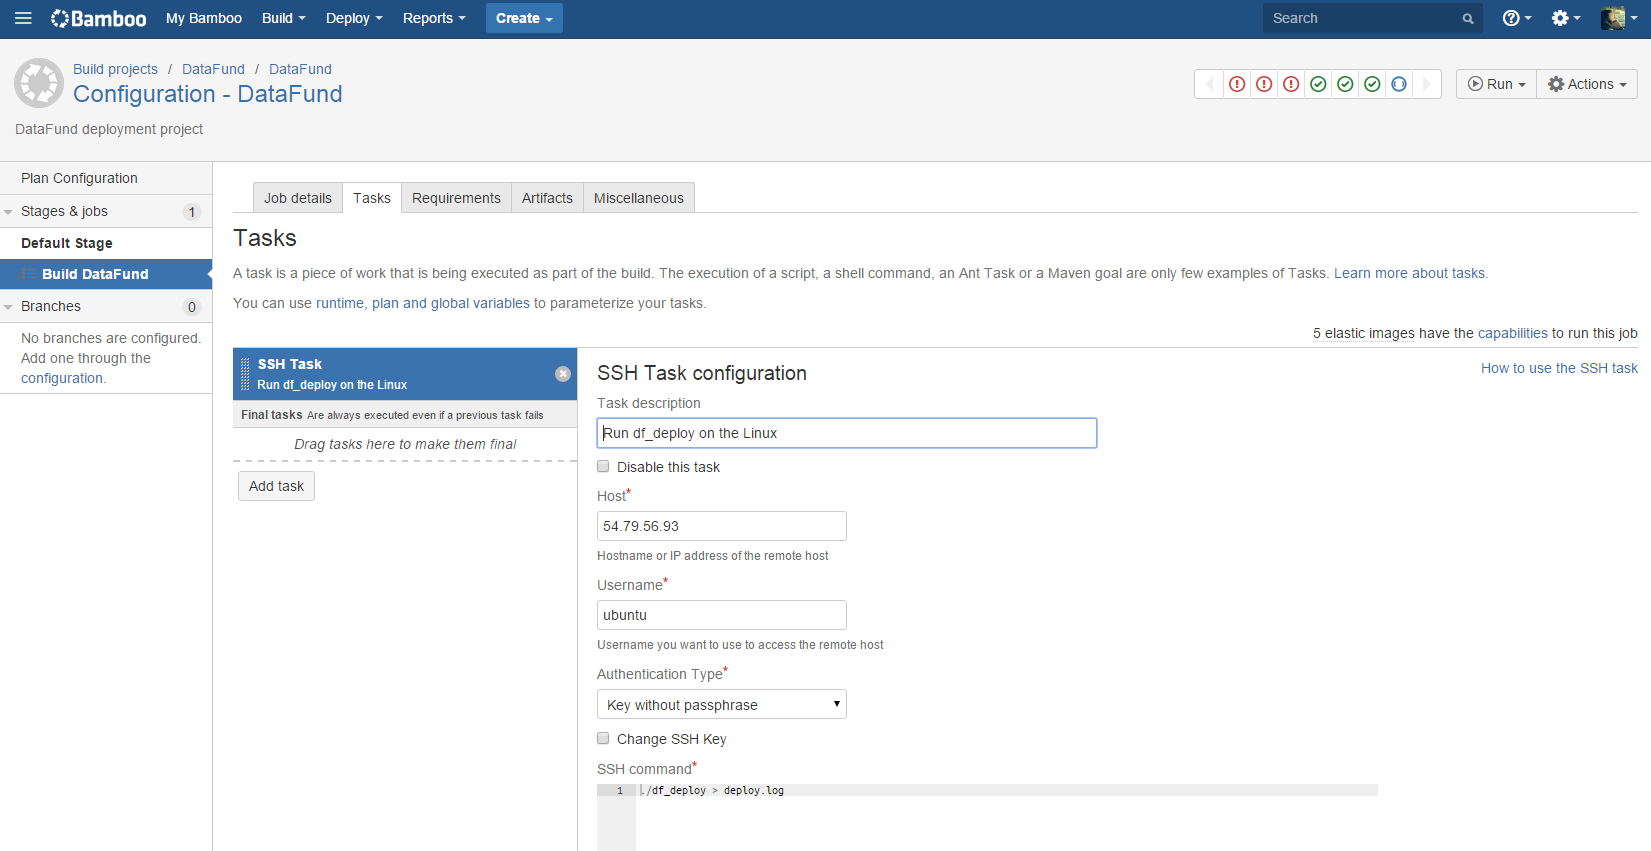 Bamboo My Bamboo Build Deploy Reports Create Search
Build projects / DataFund / DataFund
Configuration - DataFund
Run Actions
DataFund deployment project
Plan Configuration
Stages & jobs 1
Default Stage
Build DataFund
Branches 0
No branches are configured.
Add one through the
configuration.
Job details Tasks Requirements Artifacts Miscellaneous
Tasks
A task is a piece of work that is being executed as part of the build. The execution of a script, a shell command, an Ant Task or a Maven goal are only few examples of Tasks. Learn more about tasks.
You can use runtime, plan and global variables to parameterize your tasks.
5 elastic images have the capabilities to run this job
SSH Task
Run df_deploy on the Linux
Final tasks Are always executed even if a previous task fails
Drag tasks here to make them final
Add task
SSH Task configuration
How to use the SSH task
Task description
Run df_deploy on the Linux
Disable this task
Host*
54.79.56.93
Hostname or IP address of the remote host
Username*
ubuntu
Username you want to use to access the remote host
Authentication Type*
Key without passphrase
Change SSH Key
SSH command*
1 ./df_deploy > deploy.log